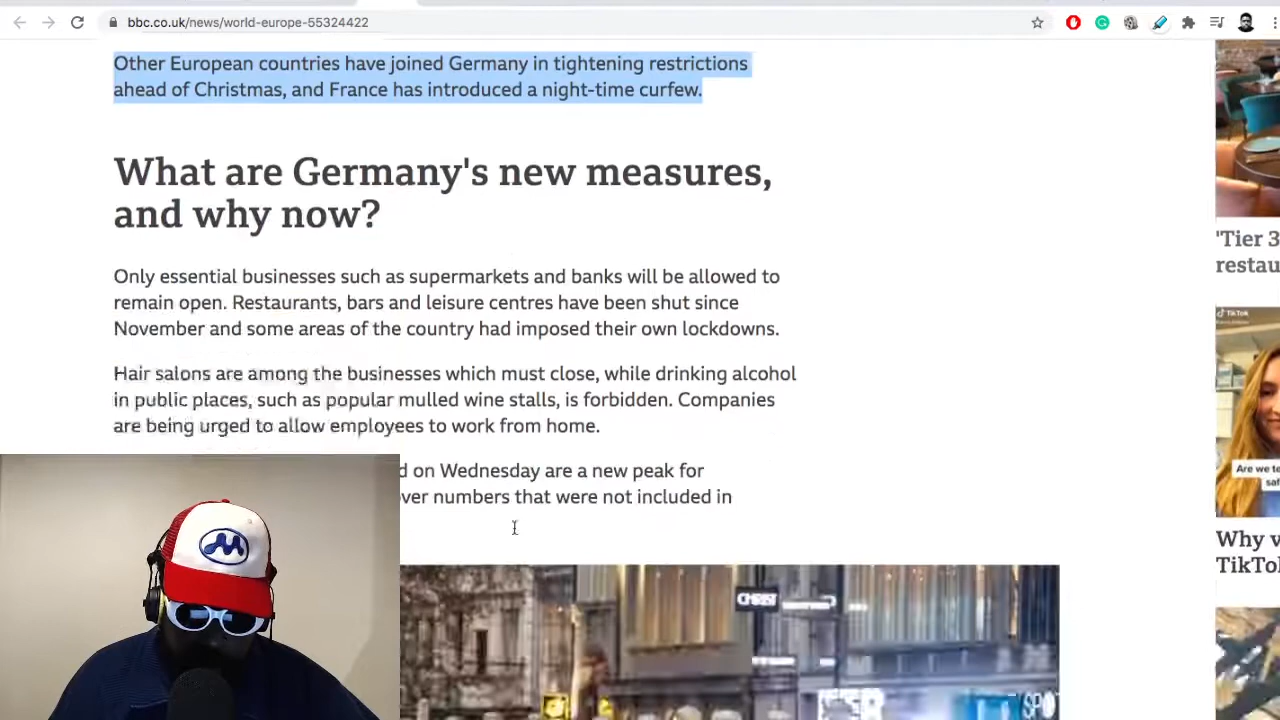 bbc.co.uk/news/world-europe-55324422
Other European countries have joined Germany in tightening restrictions
ahead of Christmas, and France has introduced a night-time curfew.
What are Germany's new measures,
and why now?
Only essential businesses such as supermarkets and banks will be allowed to
remain open. Restaurants, bars and leisure centres have been shut since
November and some areas of the country had imposed their own lockdowns.
Hair salons are among the businesses which must close, while drinking alcohol
in public places, such as popular mulled wine stalls, is forbidden. Companies
are being urged to allow employees to work from home.
on Wednesday are a new peak for
numbers that were not included in
'Tier 3
TikTok
Are we
Why
CHRIST
M